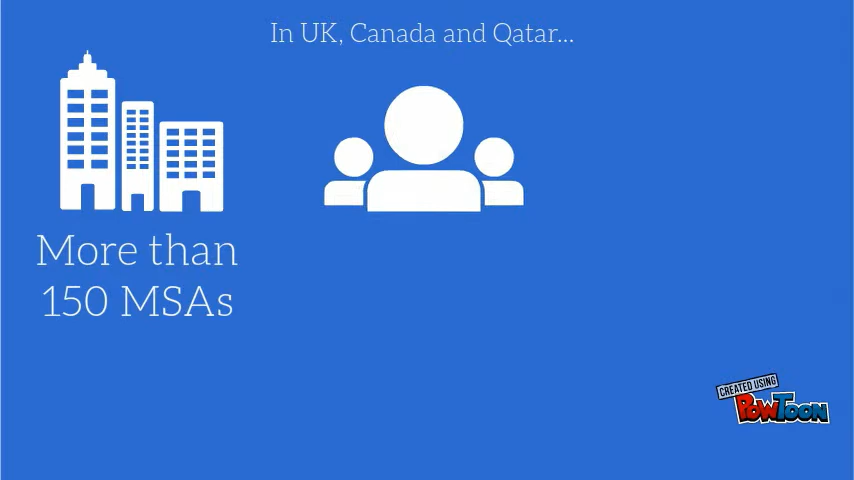 In UK, Canada and Qatar...
More than
150 MSAs
CREATED USING
POWTOON